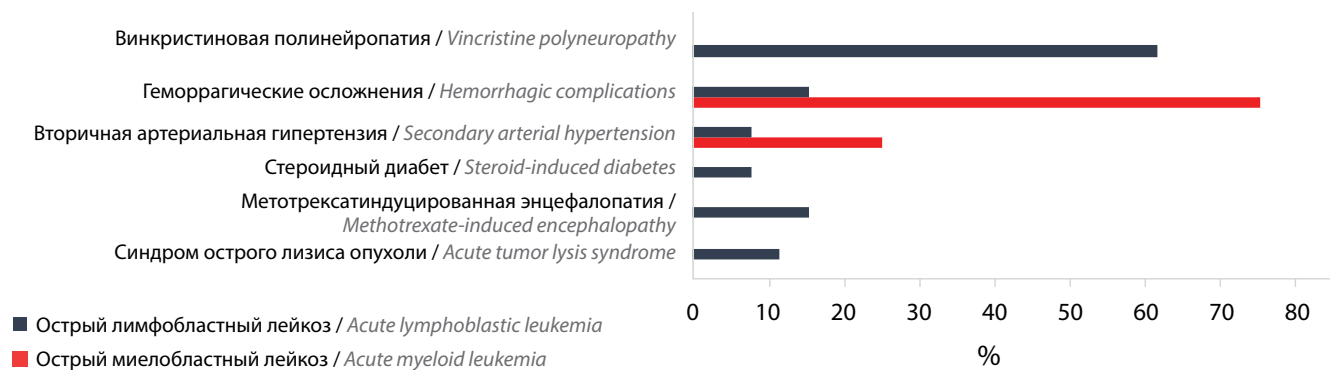 Винкристиновая полинейропатия / Vincristine polyneuropathy
Геморрагические осложнения / Hemorrhagic complications
Вторичная артериальная гипертензия / Secondary arterial hypertension
Стероидный диабет / Steroid-induced diabetes
Метотрексатиндуцированная энцефалопатия /
Methotrexate-induced encephalopathy
Синдром острого лизиса опухоли / Acute tumor lysis syndrome
0 10 20 30 40 50 60 70 80
%
Острый лимфобластный лейкоз / Acute lymphoblastic leukemia
Острый миелобластный лейкоз / Acute myeloid leukemia